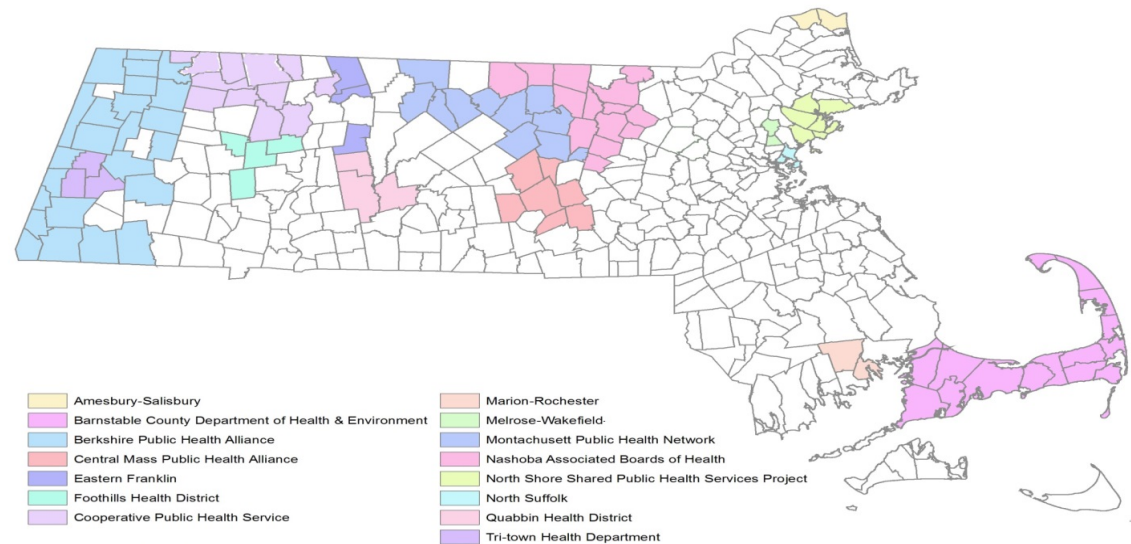 Amesbury-Salisbury
Barnstable County Department of Health & Environment
Berkshire Public Health Alliance
Central Mass Public Health Alliance
Eastern Franklin
Foothills Health District
Cooperative Public Health Service
Marion-Rochester
Melrose-Wakefield-
Montachusett Public Health Network
Nashoba Associated Boards of Health
North Shore Shared Public Health Services Project
North Suffolk
Quabbin Health District
Tri-town Health Department